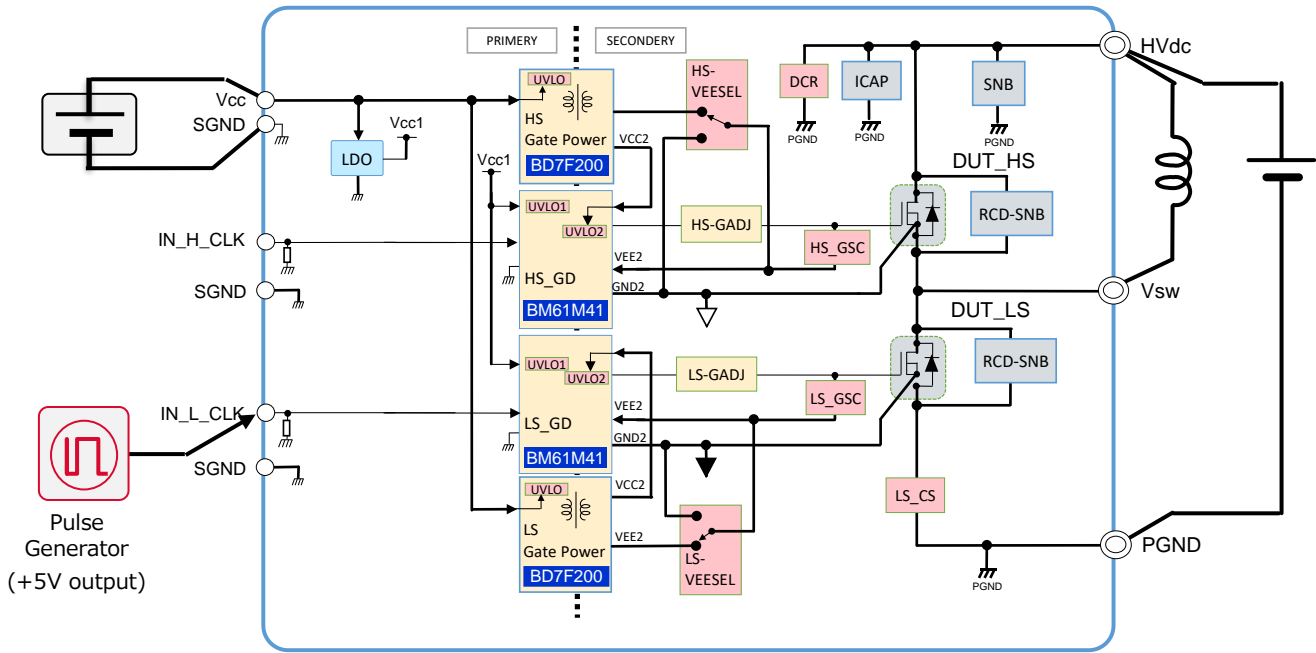 PRIMARY
SECONDERY
HVdc
Vcc
SGND
Vcc1
LDO
UVLO
HS
Gate Power
VCC2
BD7F200
HS-
VEESEL
DCR
PGND
ICAP
PGND
SNB
PGND
DUT_HS
Vcc1
UVLO1
UVLO2
HS-GADJ
RCD-SNB
IN_H_CLK
HS_GSC
VEE2
HS_GD
GND2
SGND
BM61M41
Vsw
DUT_LS
UVLO1
UVLO2
LS-GADJ
RCD-SNB
IN_L_CLK
LS_GSC
VEE2
LS_GD
GND2
SGND
BM61M41
UVLO
VCC2
LS_CS
LS
Gate Power
VEE2
LS-
VEESEL
BD7F200
PGND
PGND
Pulse
Generator
(+5V output)